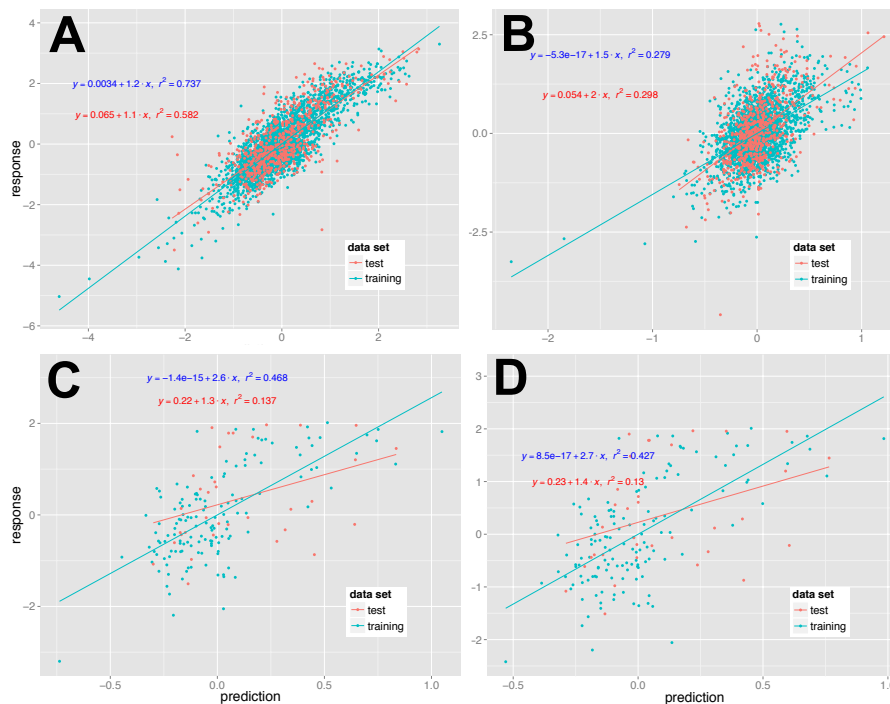 A
y = 0.0034 + 1.2 · x, r² = 0.737
y = 0.065 + 1.1 · x, r² = 0.582
response
4
2
0
−2
−4
−6
−4
−2
0
2
data set
test
training
B
y = −5.3e−17 + 1.5 · x, r² = 0.279
y = 0.054 + 2 · x, r² = 0.298
2.5
0.0
−2.5
−2
−1
0
1
data set
test
training
C
y = −1.4e−15 + 2.6 · x, r² = 0.468
y = 0.22 + 1.3 · x, r² = 0.137
response
2
0
−2
−0.5
0.0
0.5
1.0
prediction
data set
test
training
D
y = 8.5e−17 + 2.7 · x, r² = 0.427
y = 0.23 + 1.4 · x, r² = 0.13
3
2
1
0
−1
−2
−0.5
0.0
0.5
1.0
prediction
data set
test
training